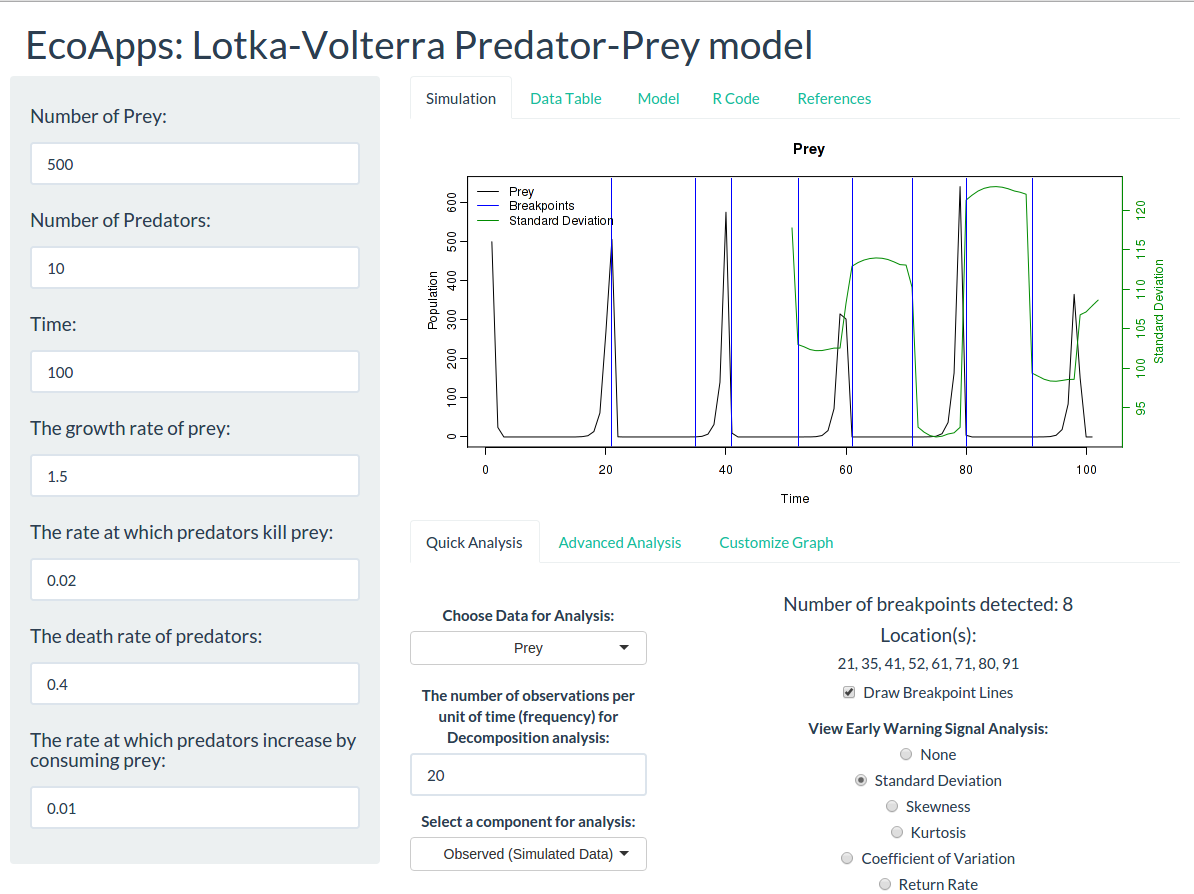 EcoApps: Lotka-Volterra Predator-Prey model
Number of Prey:
500
Number of Predators:
10
Time:
100
The growth rate of prey:
1.5
The rate at which predators kill prey:
0.02
The death rate of predators:
0.4
The rate at which predators increase by
consuming prey:
0.01
Simulation Data Table Model R Code References
Prey
Prey
Breakpoints
Standard Deviation
Population
0 100 200 300 400 500 600
0 20 40 60 80 100
Time
95 100 105 110 115 120
Standard Deviation
Quick Analysis Advanced Analysis Customize Graph
Choose Data for Analysis:
Prey
The number of observations per
unit of time (frequency) for
Decomposition analysis:
20
Select a component for analysis:
Observed (Simulated Data)
Number of breakpoints detected: 8
Location(s):
21, 35, 41, 52, 61, 71, 80, 91
Draw Breakpoint Lines
View Early Warning Signal Analysis:
None
Standard Deviation
Skewness
Kurtosis
Coefficient of Variation
Return Rate